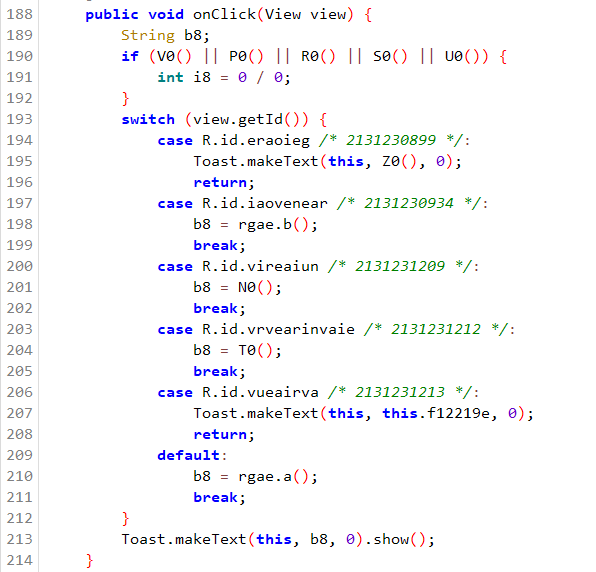 188 public void onClick(View view) {
189 String b8;
190 if (V0() || P0() || R0() || S0() || U0()) {
191 int i8 = 0 / 0;
192 }
193 switch (view.getId()) {
194 case R.id.eraoieg /* 2131230899 */:
195 Toast.makeText(this, Z0(), 0);
196 return;
197 case R.id.iaovenear /* 2131230934 */:
198 b8 = rgae.b();
199 break;
200 case R.id.vireaiun /* 2131231209 */:
201 b8 = N0();
202 break;
203 case R.id.vrvearinvaie /* 2131231212 */:
204 b8 = T0();
205 break;
206 case R.id.vueairva /* 2131231213 */:
207 Toast.makeText(this, this.f12219e, 0);
208 return;
209 default:
210 b8 = rgae.a();
211 break;
212 }
213 Toast.makeText(this, b8, 0).show();
214 }